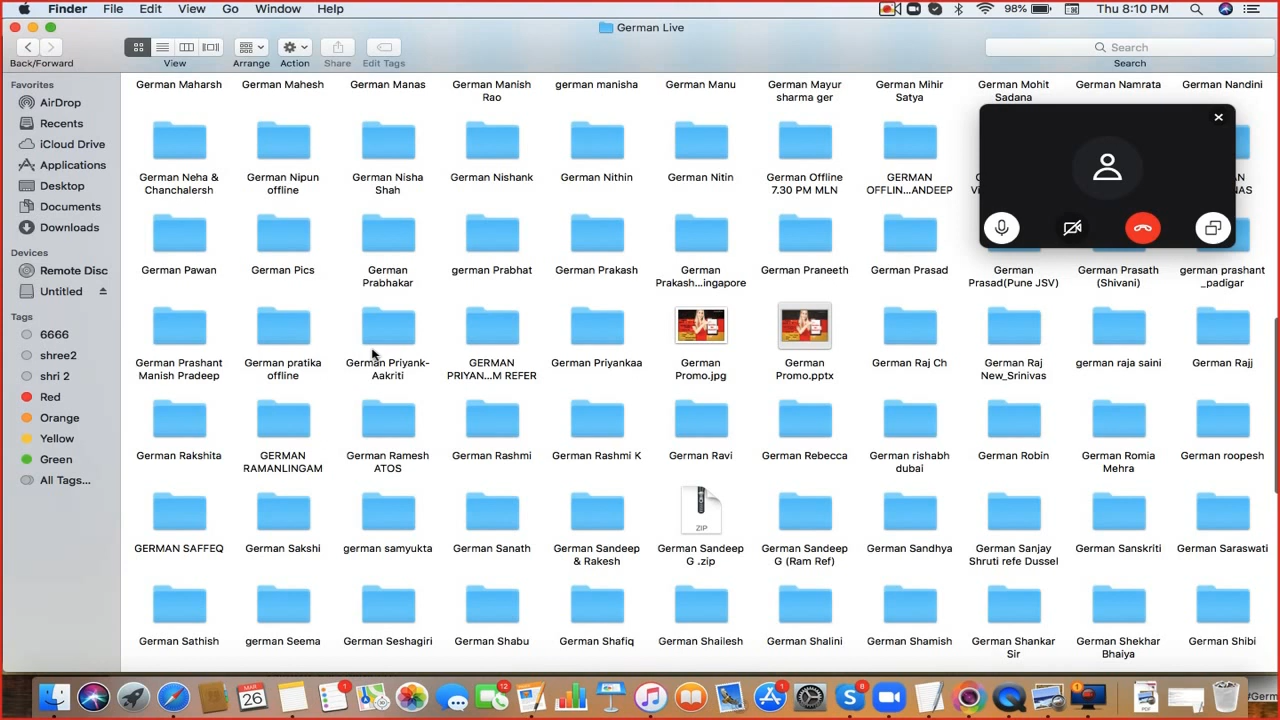 Finder File Edit View Go Window Help 98% Thu 8:10 PM
German Live
Back/Forward View Arrange Action Share Edit Tags Search
Search
Favorites
AirDrop
Recents
iCloud Drive
Applications
Desktop
Documents
Downloads
Devices
Remote Disc
Untitled
Tags
6666
shree2
shri 2
Red
Orange
Yellow
Green
All Tags...
German Maharsh German Mahesh German Manas German Manish German manisha German Manu German Mayur German Mihir German Mohit German Namrata German Nandini
Rao sharma ger Satya Sadana
German Neha & German Nipun German Nisha German Nishank German Nithin German Nitin German Offline GERMAN
Chanchalersh offline Shah 7.30 PM MLN OFFLIN...ANDEEP
German Pawan German Pics German german Prabhat German Prakash German German Praneeth German Prasad German German Prasath german prashant
Prabhakar Prakash...ingapore Prasad(Pune JSV) (Shivani) _padigar
German Prashant German pratika German Priyank- GERMAN German Priyankaa German German German Raj Ch German Raj german raja saini German Rajj
Manish Pradeep offline Aakriti PRIYAN...M REFER Promo.jpg Promo.pptx New_Srinivas
German Rakshita GERMAN German Ramesh German Rashmi German Rashmi K German Ravi German Rebecca German rishabh German Robin German Romia German roopesh
RAMANLINGAM ATOS dubai Mehra
ZIP
GERMAN SAFFEQ German Sakshi german samyukta German Sanath German Sandeep German Sandeep German Sandeep German Sandhya German Sanjay German Sanskriti German Saraswati
& Rakesh G .zip G (Ram Ref) Shruti refe Dussel
German Sathish german Seema German Seshagiri German Shabu German Shafiq German Shailesh German Shalini German Shamish German Shankar German Shekhar German Shibi
Sir Bhaiya
MAR
26
1
12
1
8
1
PDF